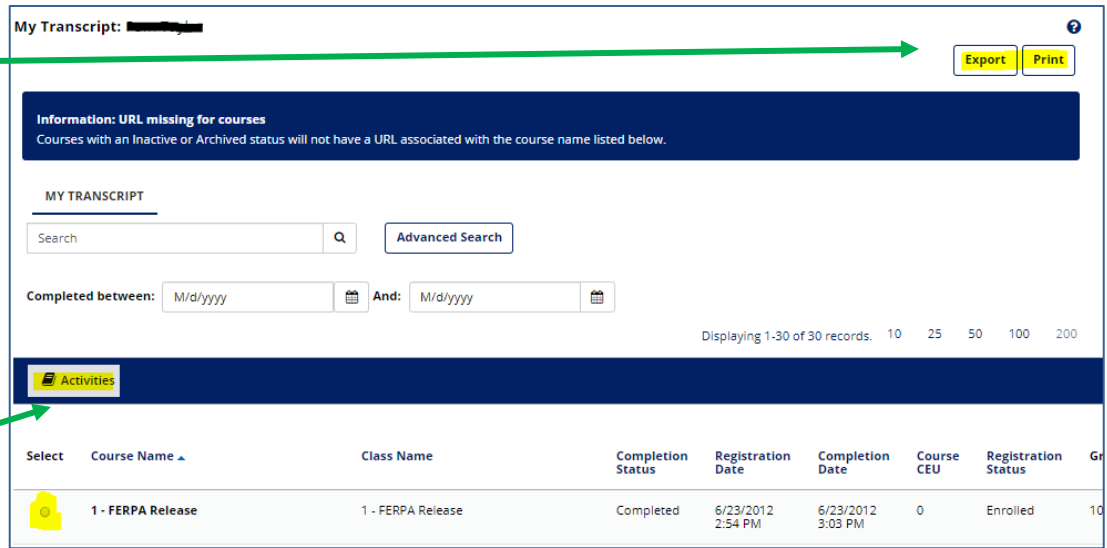 My Transcript:
Export Print
Information: URL missing for courses
Courses with an Inactive or Archived status will not have a URL associated with the course name listed below.
MY TRANSCRIPT
Search Advanced Search
Completed between: M/d/yyyy And: M/d/yyyy
Displaying 1-30 of 30 records. 10 25 50 100 200
Activities
Select Course Name Class Name Completion Status Registration Date Completion Date Course CEU Registration Status Gr
1 - FERPA Release 1 - FERPA Release Completed 6/23/2012 2:54 PM 6/23/2012 3:03 PM 0 Enrolled 10